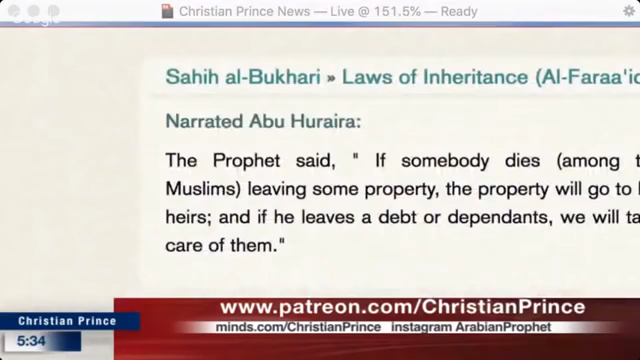 Christian Prince News — Live @ 151.5% — Ready
Google
Sahih al-Bukhari » Laws of Inheritance (Al-Faraa'id
Narrated Abu Huraira:
The Prophet said, " If somebody dies (among t
Muslims) leaving some property, the property will go to
heirs; and if he leaves a debt or dependants, we will ta
care of them."
www.patreon.com/ChristianPrince
Christian Prince
minds.com/ChristianPrince instagram ArabianProphet
5:34